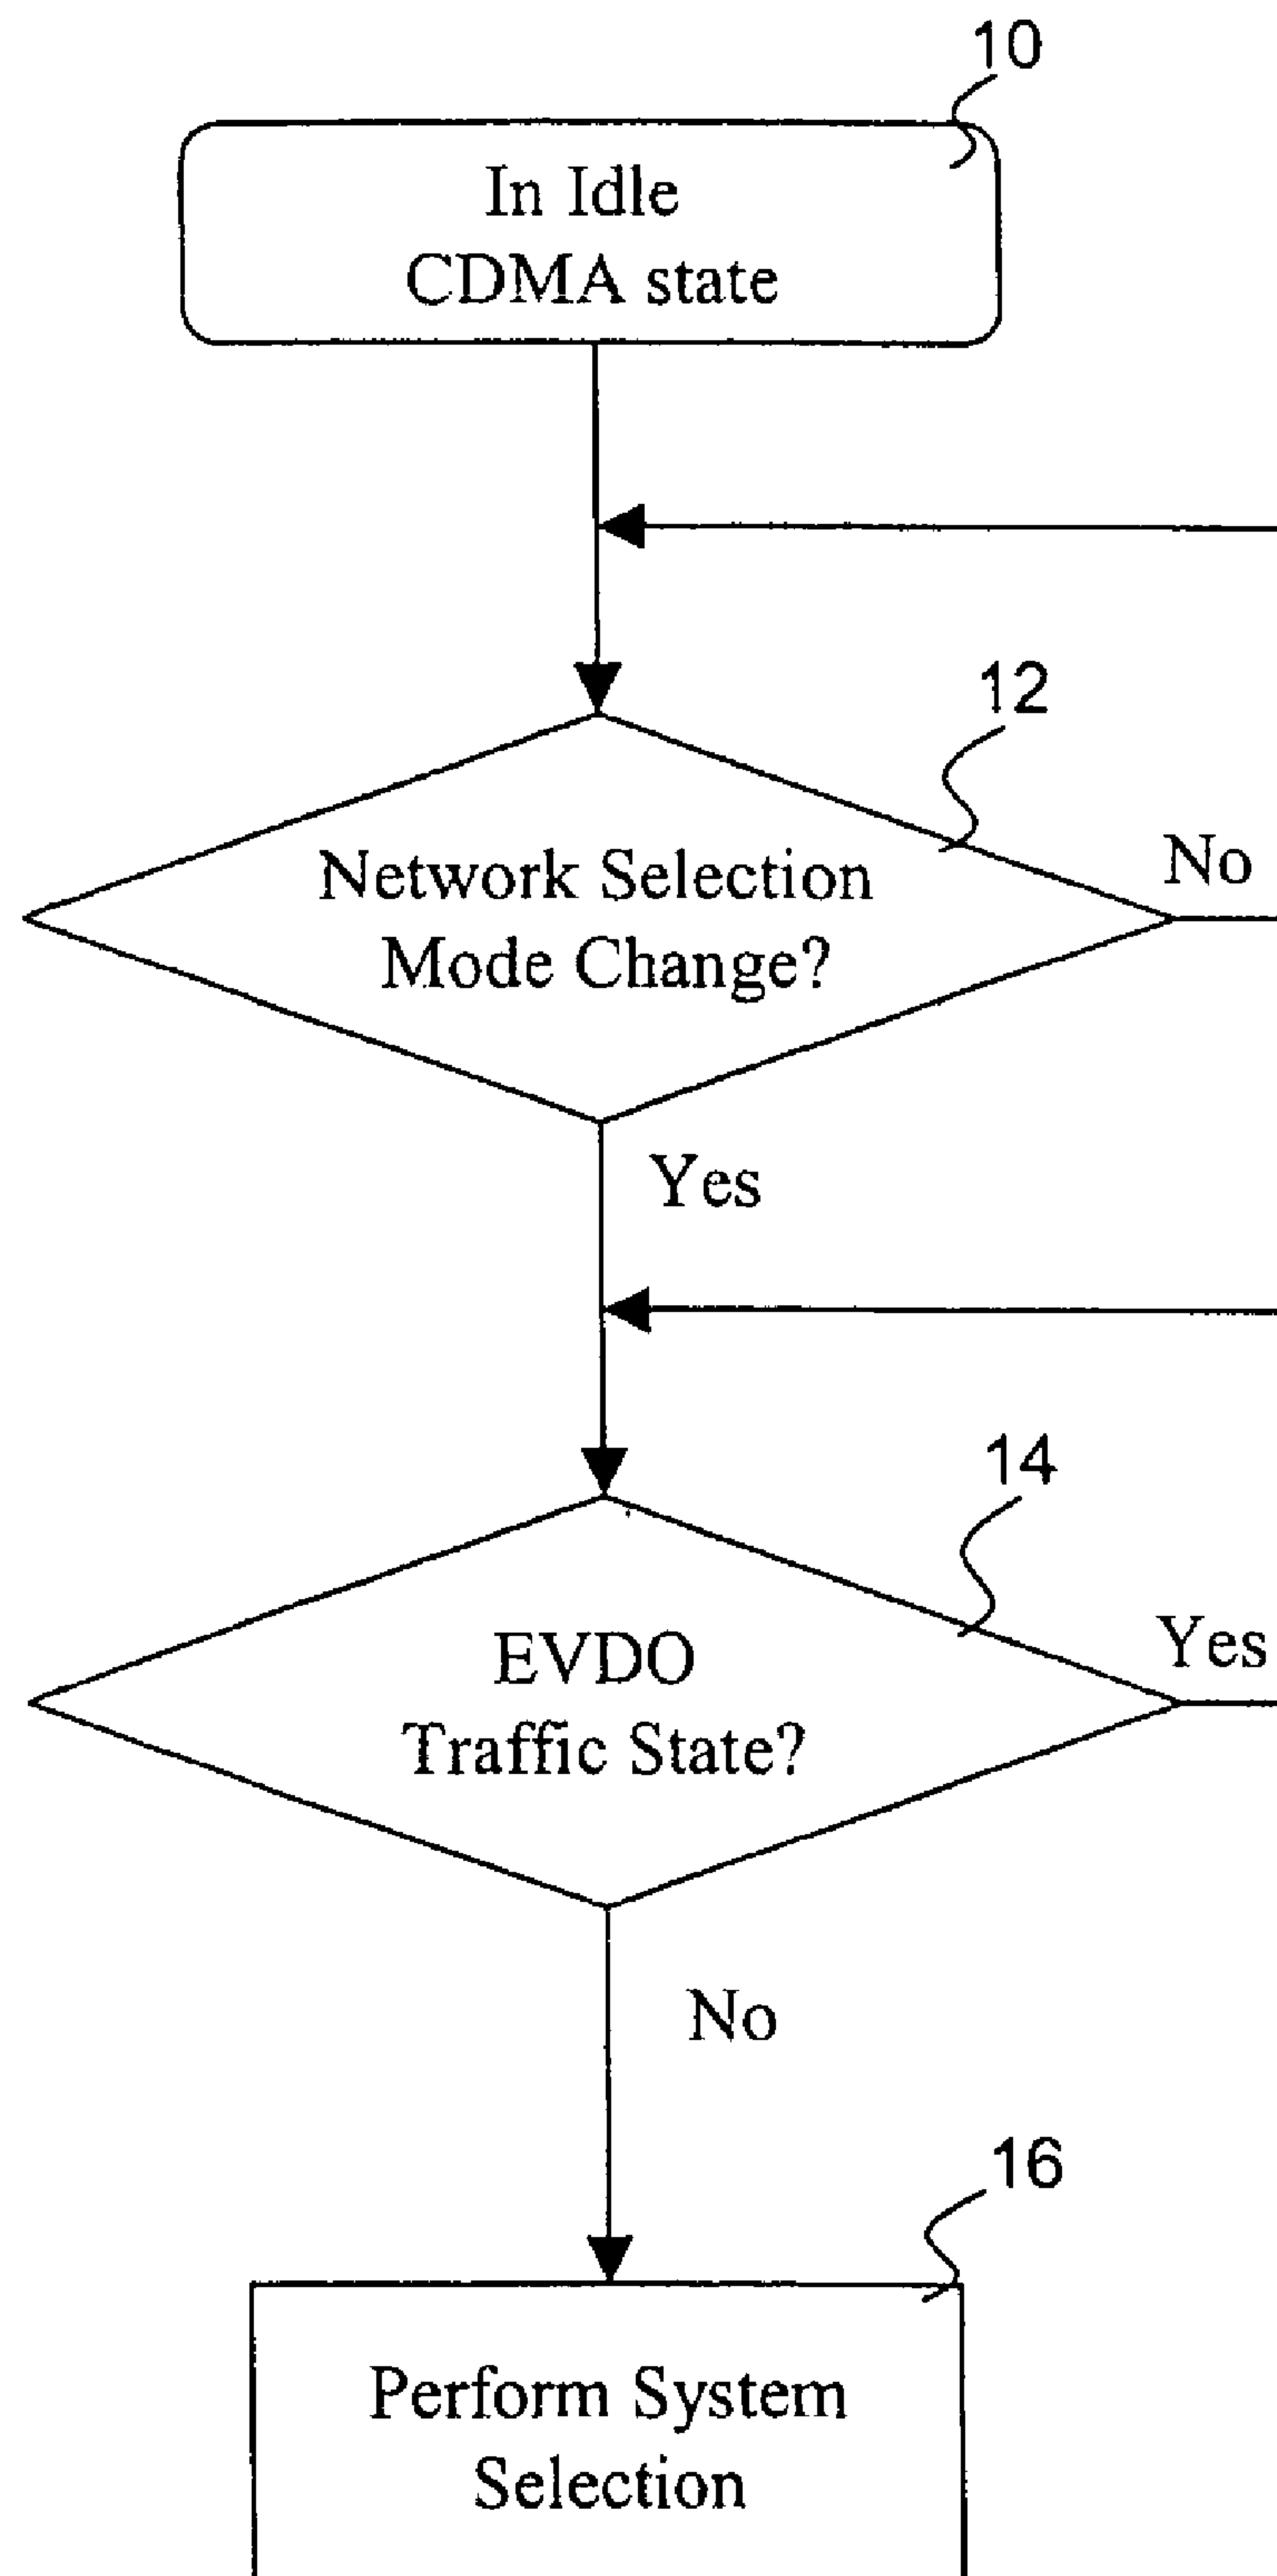 10
In Idle
CDMA state
12
Network Selection
Mode Change?
No
Yes
14
EVDO
Traffic State?
Yes
No
16
Perform System
Selection